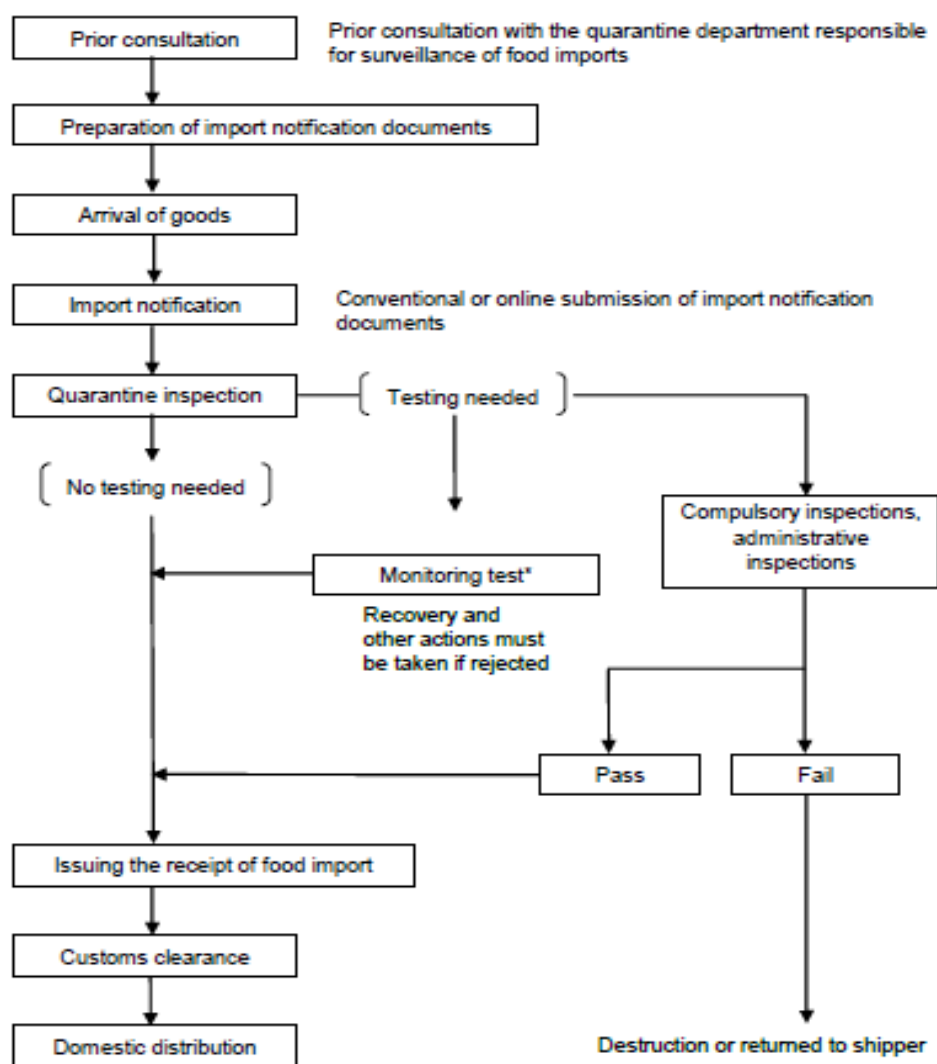 Prior consultation
Prior consultation with the quarantine department responsible
for surveillance of food imports
Preparation of import notification documents
Arrival of goods
Import notification
Conventional or online submission of import notification
documents
Quarantine inspection
Testing needed
No testing needed
Compulsory inspections,
administrative
inspections
Monitoring test*
Recovery and
other actions must
be taken if rejected
Pass
Fail
Issuing the receipt of food import
Customs clearance
Domestic distribution
Destruction or returned to shipper